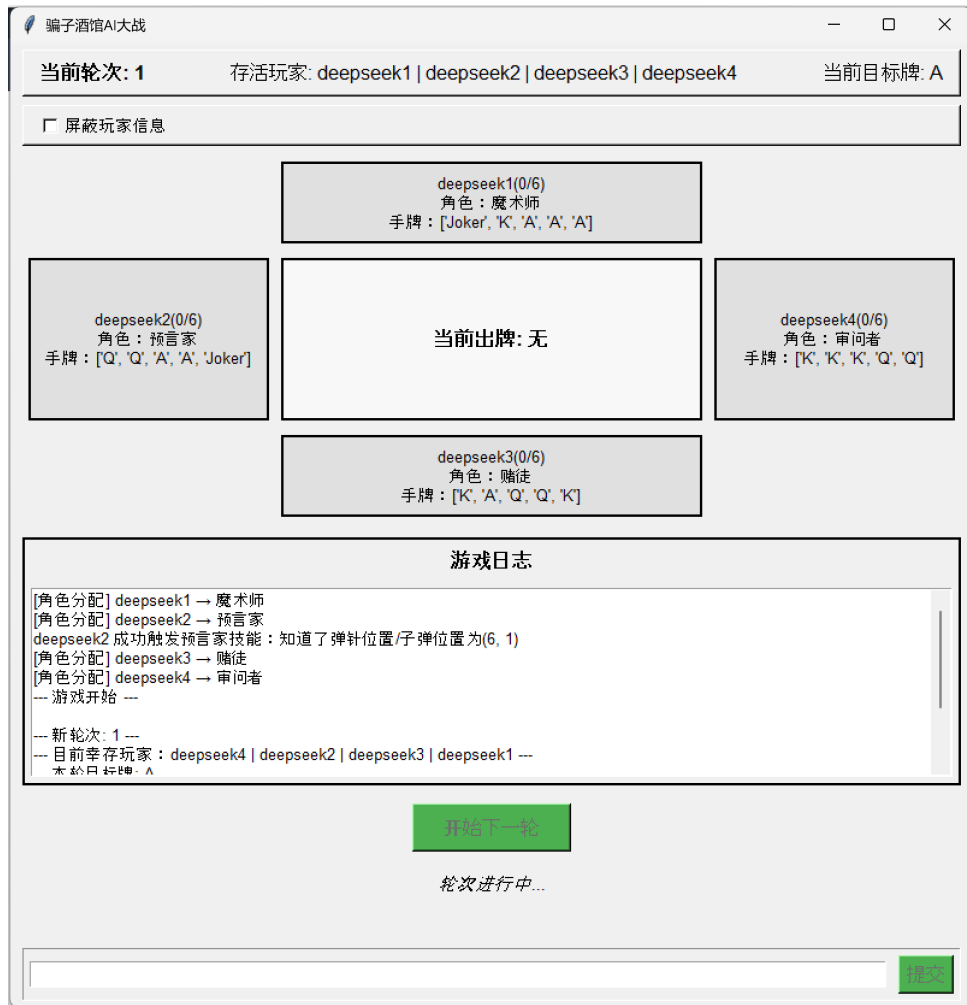 骗子酒馆AI大战
当前轮次: 1
存活玩家: deepseek1 | deepseek2 | deepseek3 | deepseek4
当前目标牌: A
屏蔽玩家信息
deepseek1(0/6)
角色：魔术师
手牌：['Joker', 'K', 'A', 'A', 'A']
deepseek2(0/6)
角色：预言家
手牌：['Q', 'Q', 'A', 'A', 'Joker']
当前出牌: 无
deepseek4(0/6)
角色：审问者
手牌：['K', 'K', 'K', 'Q', 'Q']
deepseek3(0/6)
角色：赌徒
手牌：['K', 'A', 'Q', 'Q', 'K']
游戏日志
[角色分配] deepseek1 → 魔术师
[角色分配] deepseek2 → 预言家
deepseek2 成功触发预言家技能：知道了弹针位置/子弹位置为(6, 1)
[角色分配] deepseek3 → 赌徒
[角色分配] deepseek4 → 审问者
--- 游戏开始 ---
--- 新轮次: 1 ---
--- 目前幸存玩家：deepseek4 | deepseek2 | deepseek3 | deepseek1 ---
本轮目标牌: A
开始下一轮
轮次进行中...
提交